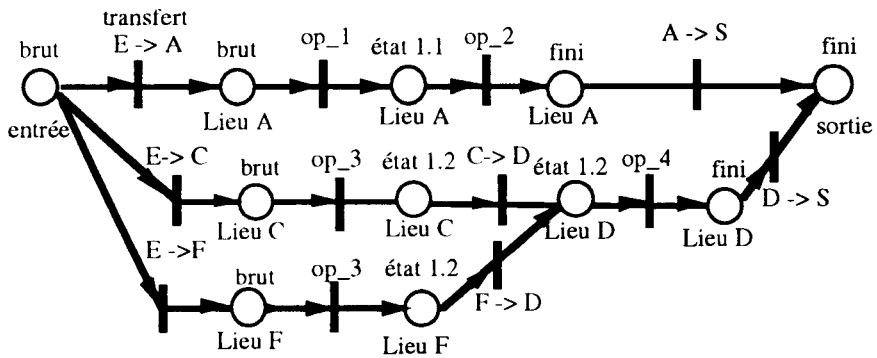 transfert
E -> A
brut
brut
op_1
état 1.1
op_2
fini
A -> S
fini
entrée
Lieu A
Lieu A
Lieu A
sortie
E-> C
brut
op_3
état 1.2
C-> D
état 1.2
op_4
fini
D -> S
Lieu C
Lieu C
Lieu D
Lieu D
E ->F
brut
op_3
état 1.2
F -> D
Lieu F
Lieu F